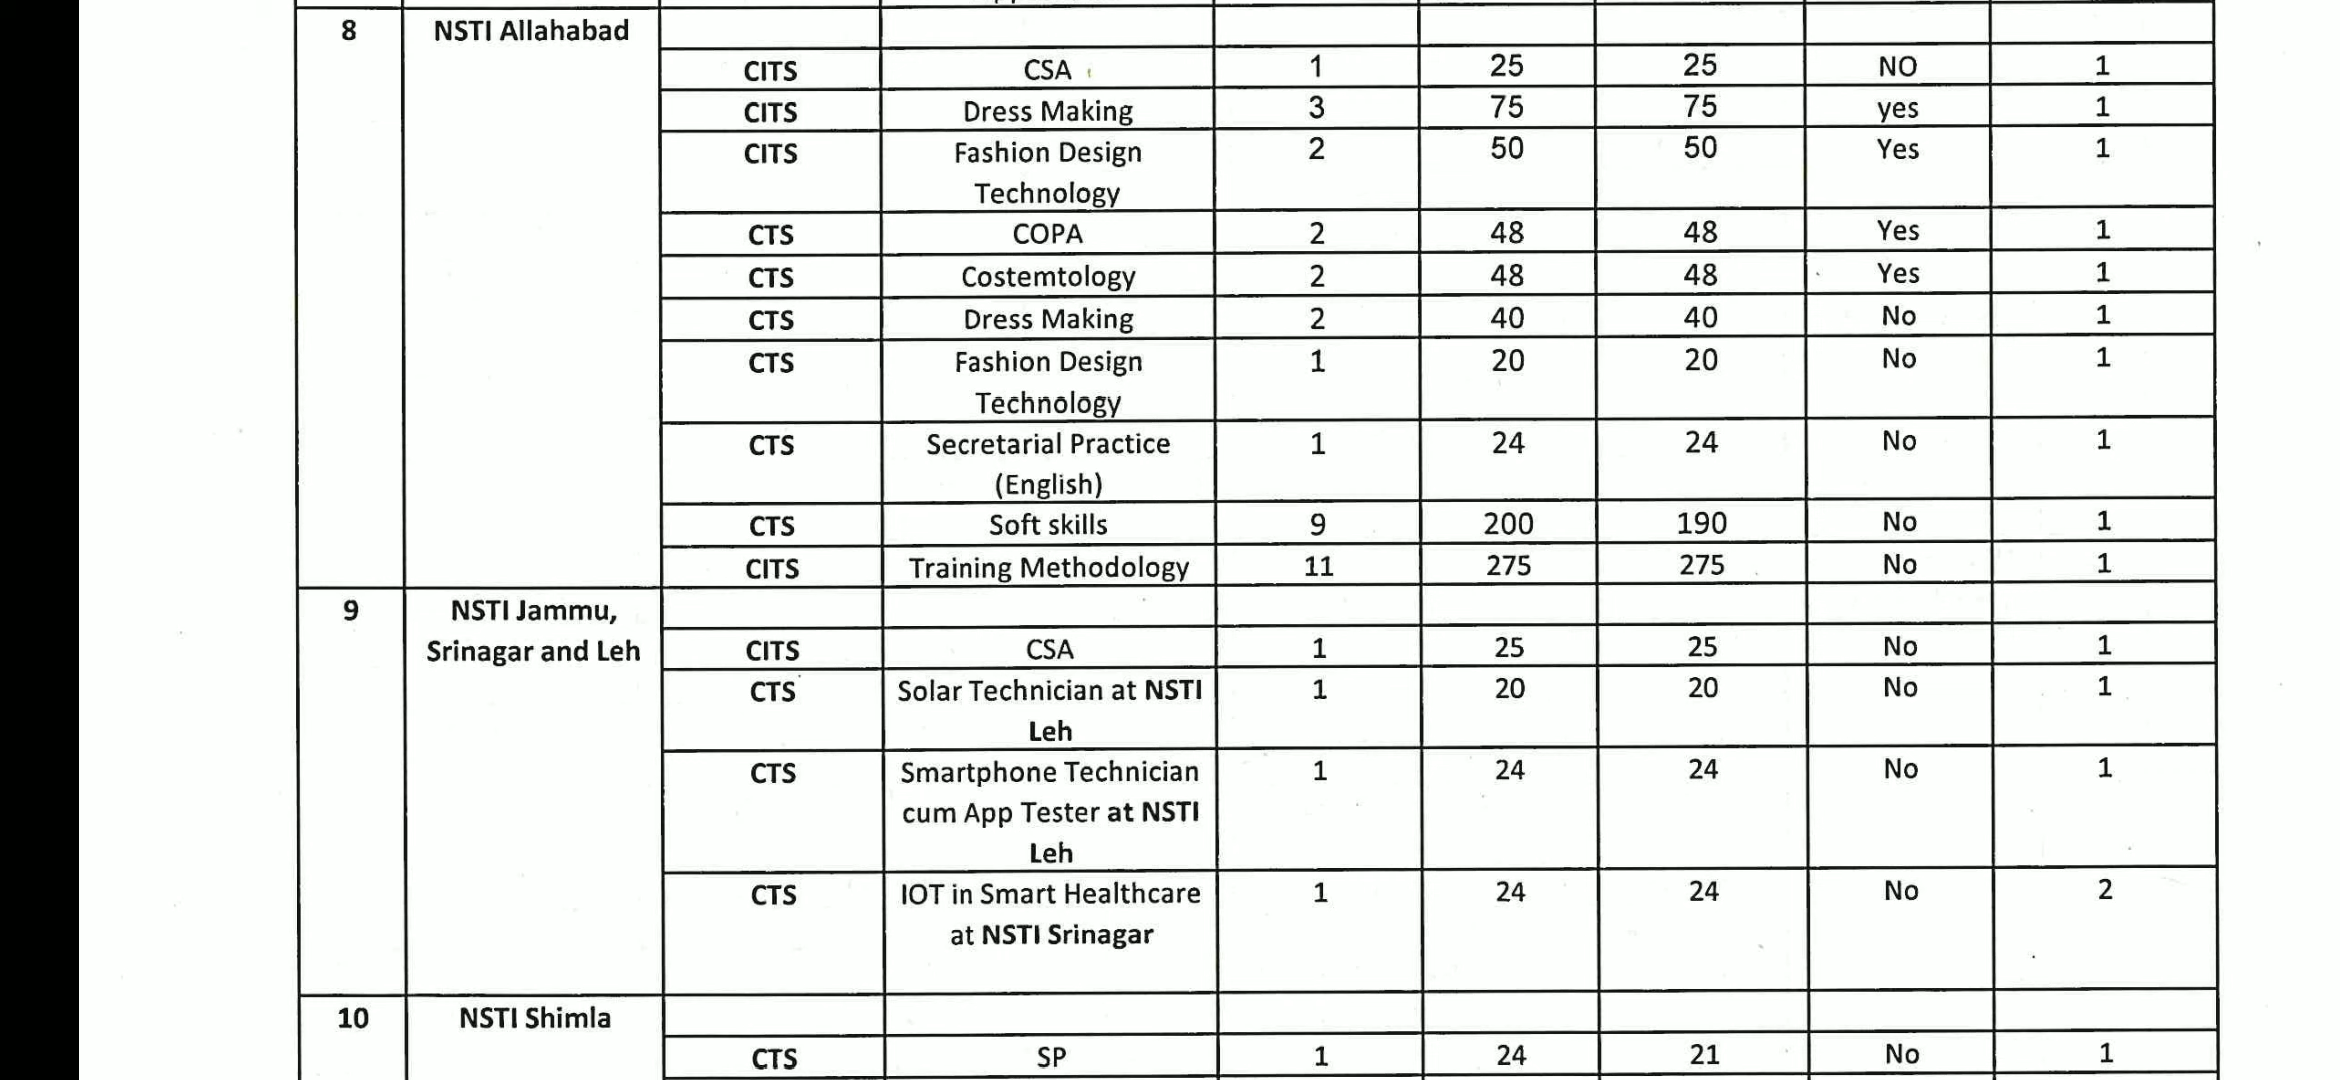 8 NSTI Allahabad
CITS CSA 1 25 25 NO 1
CITS Dress Making 3 75 75 yes 1
CITS Fashion Design 2 50 50 Yes 1
Technology
CTS COPA 2 48 48 Yes 1
CTS Costemtology 2 48 48 Yes 1
CTS Dress Making 2 40 40 No 1
CTS Fashion Design 1 20 20 No 1
Technology
CTS Secretarial Practice 1 24 24 No 1
(English)
CTS Soft skills 9 200 190 No 1
CITS Training Methodology 11 275 275 No 1
9 NSTI Jammu,
Srinagar and Leh CITS CSA 1 25 25 No 1
CTS Solar Technician at NSTI 1 20 20 No 1
Leh
CTS Smartphone Technician 1 24 24 No 1
cum App Tester at NSTI
Leh
CTS IOT in Smart Healthcare 1 24 24 No 2
at NSTI Srinagar
10 NSTI Shimla
CTS SP 1 24 21 No 1